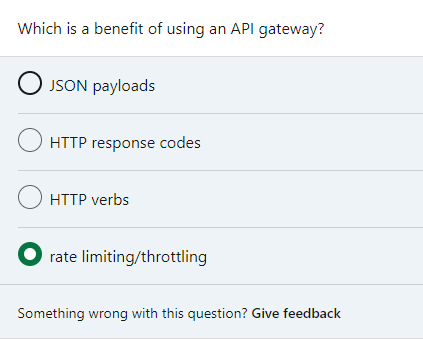 Which is a benefit of using an API gateway?
JSON payloads
HTTP response codes
HTTP verbs
rate limiting/throttling
Something wrong with this question? Give feedback